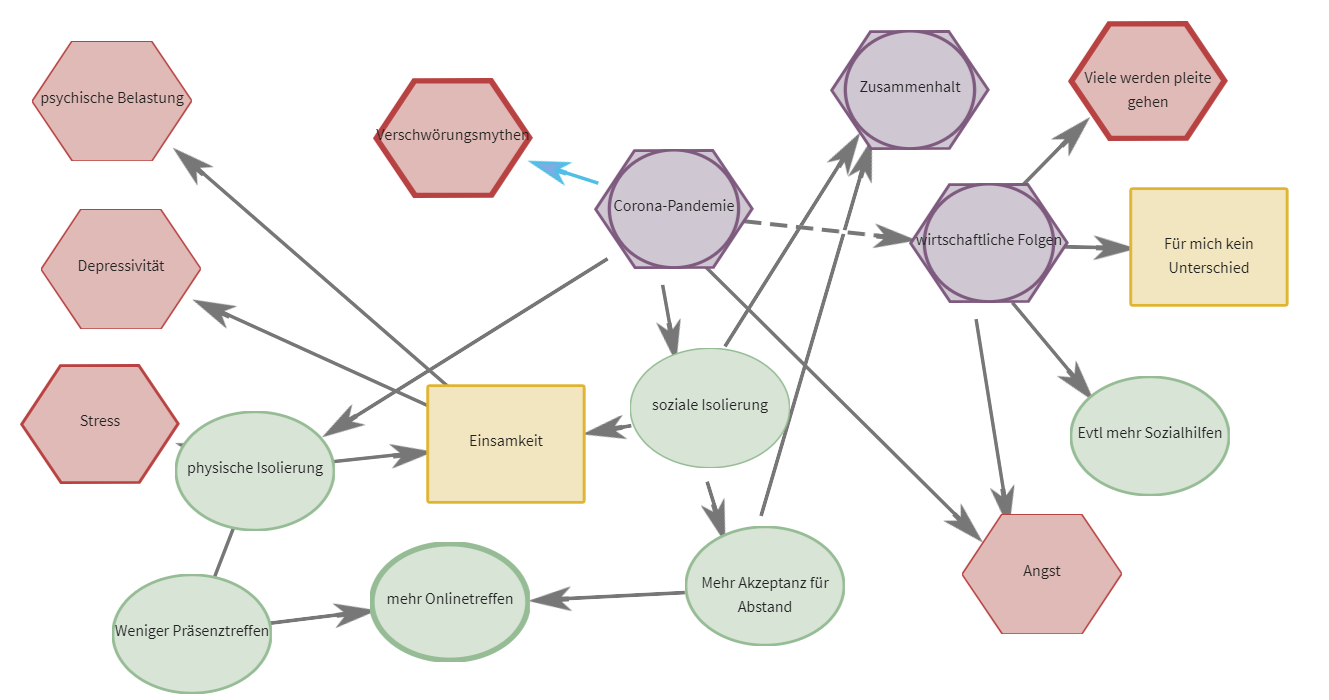 Zusammenhalt
Viele werden pleite
gehen
psychische Belastung
Verschwörungsmythen
Corona-Pandemie
wirtschaftliche Folgen
Für mich kein
Unterschied
Depressivität
Stress
soziale Isolierung
Einsamkeit
physische Isolierung
Evtl mehr Sozialhilfen
Angst
Mehr Akzeptanz für
Abstand
mehr Onlinetreffen
Weniger Präsenztreffen